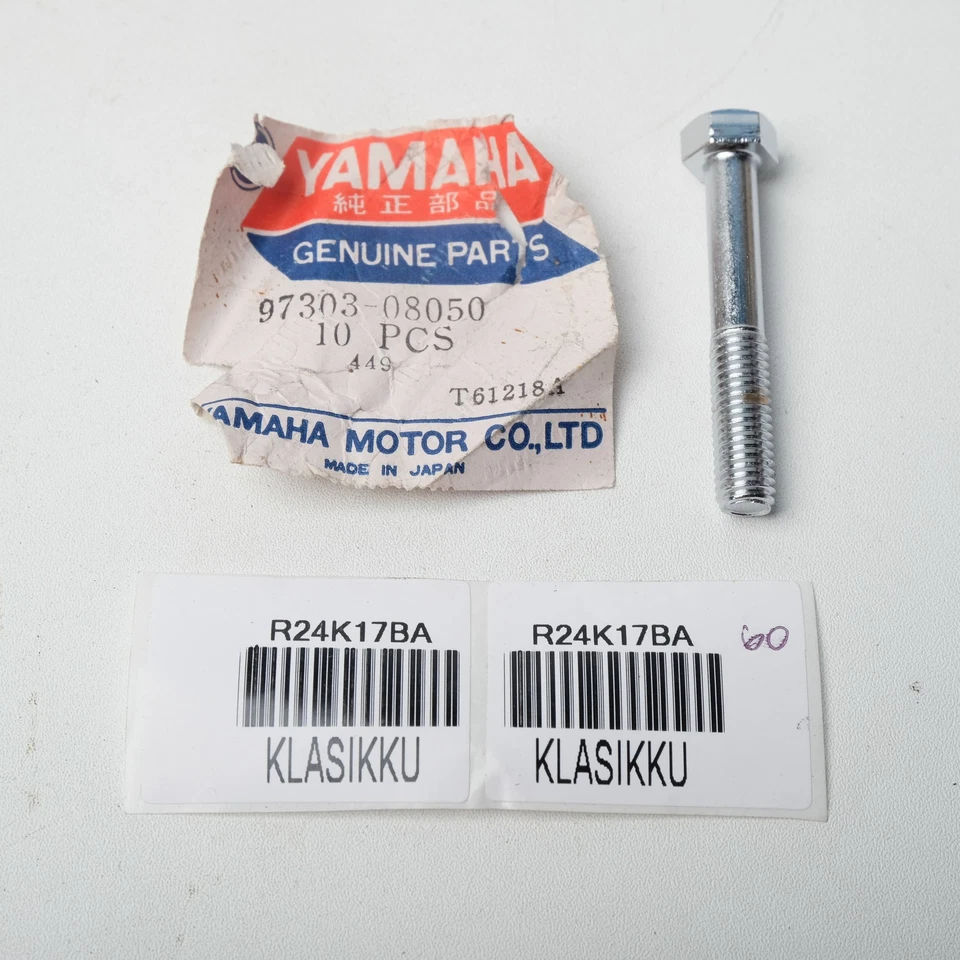 YAMAHA
純正部品
GENUINE PARTS
97303-08050
10 PCS
449
T61218A
YAMAHA MOTOR CO.,LTD
MADE IN JAPAN
R24K17BA
KLASIKKU
R24K17BA
60
KLASIKKU